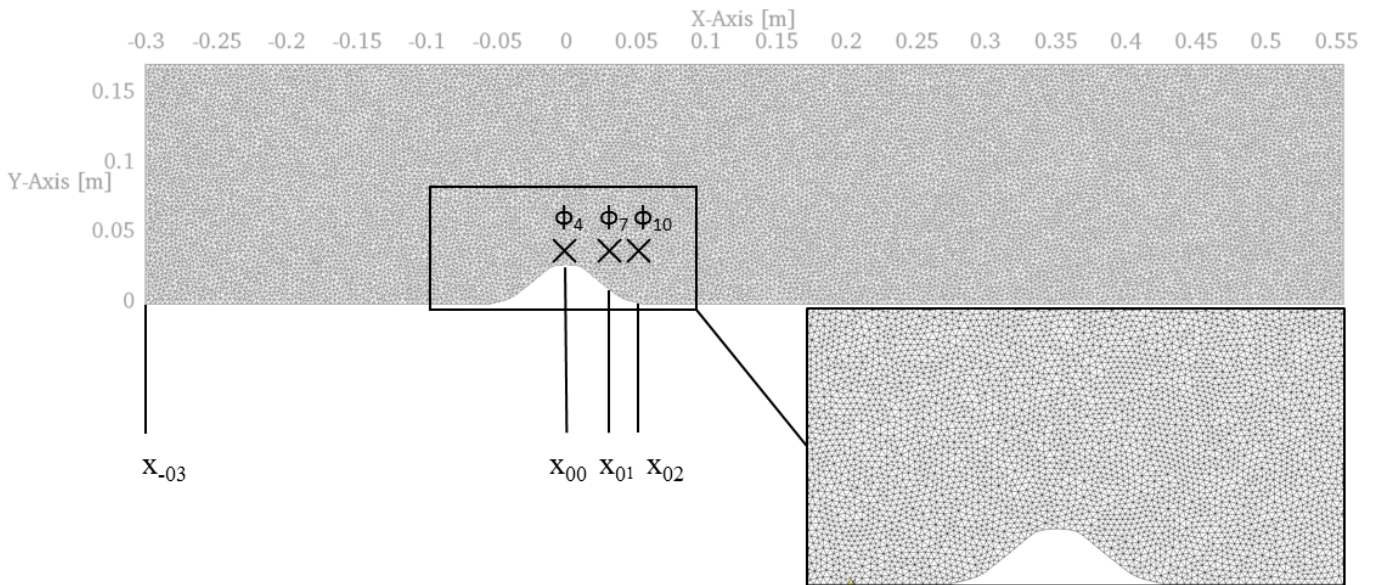 X-Axis [m]
-0.3 -0.25 -0.2 -0.15 -0.1 -0.05 0 0.05 0.1 0.15 0.2 0.25 0.3 0.35 0.4 0.45 0.5 0.55
0.15
0.1
Y-Axis [m]
ϕ₄ ϕ₇ ϕ₁₀
0.05
0
x₋₀₃ x₀₀ x₀₁ x₀₂